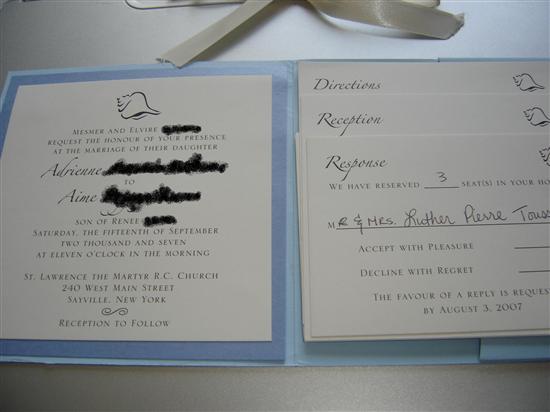 Mesmer and Elvire
request the honour of your presence
at the marriage of their daughter
Adrienne
to
Aime
son of Renee
Saturday, the fifteenth of September
two thousand and seven
at eleven o'clock in the morning
St. Lawrence the Martyr R.C. Church
240 West Main Street
Sayville, New York
Reception to Follow
Directions
Reception
Response
We have reserved 3 seat(s) in your ho
MR & MRS. Luther Pierre Touss
Accept with Pleasure
Decline with Regret
The favour of a reply is reques
by August 3, 2007